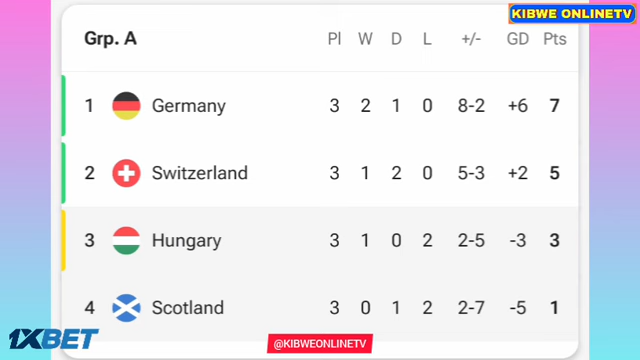 KIBWE ONLINETV
Grp. A Pl W D L +/- GD Pts
1 Germany 3 2 1 0 8-2 +6 7
2 Switzerland 3 1 2 0 5-3 +2 5
3 Hungary 3 1 0 2 2-5 -3 3
4 Scotland 3 0 1 2 2-7 -5 1
1XBET
@KIBWEONLINETV